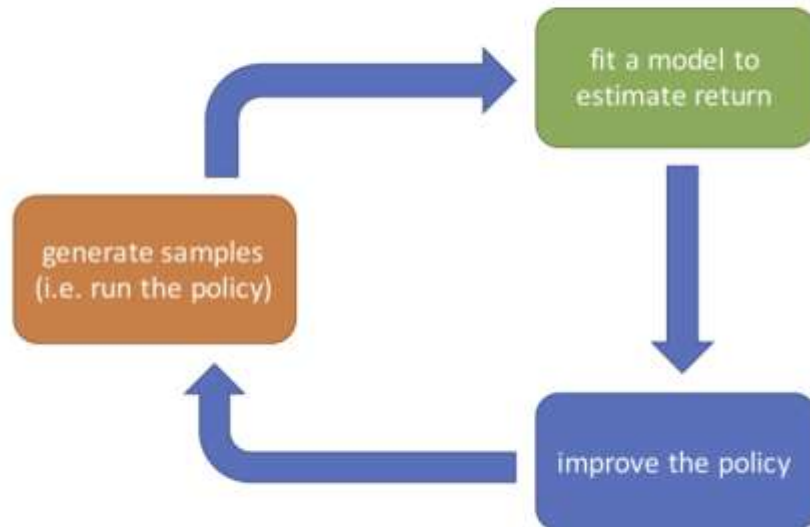 fit a model to
estimate return
generate samples
(i.e. run the policy)
improve the policy